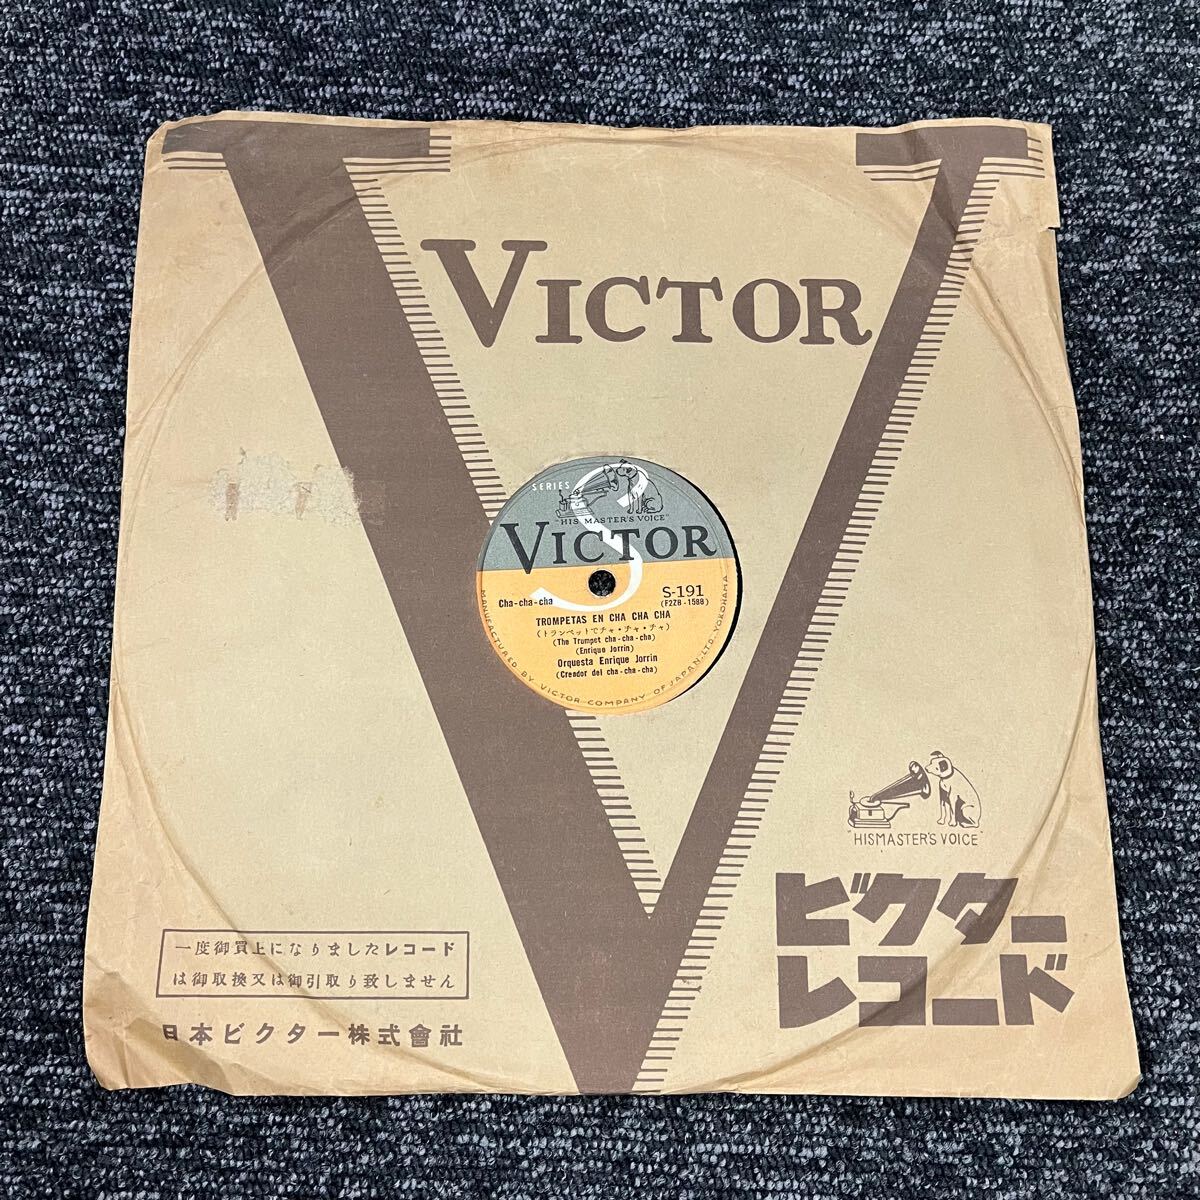 VICTOR
SERIES S
"HIS MASTER'S VOICE"
VICTOR
Cha-cha-cha
S-191
(F2ZB-1588)
TROMPETAS EN CHA CHA CHA
(トランペットでチャ・チャ・チャ)
(The Trumpet cha-cha-cha)
(Enrique Jorrin)
Orquesta Enrique Jorrin
(Creador del cha-cha-cha)
MANUFACTURED BY VICTOR COMPANY OF JAPAN, LTD. YOKOHAMA
"HISMASTER'S VOICE"
ビクター
レコード
一度御買上になりましたレコード
は御取換又は御引取り致しません
日本ビクター株式會社